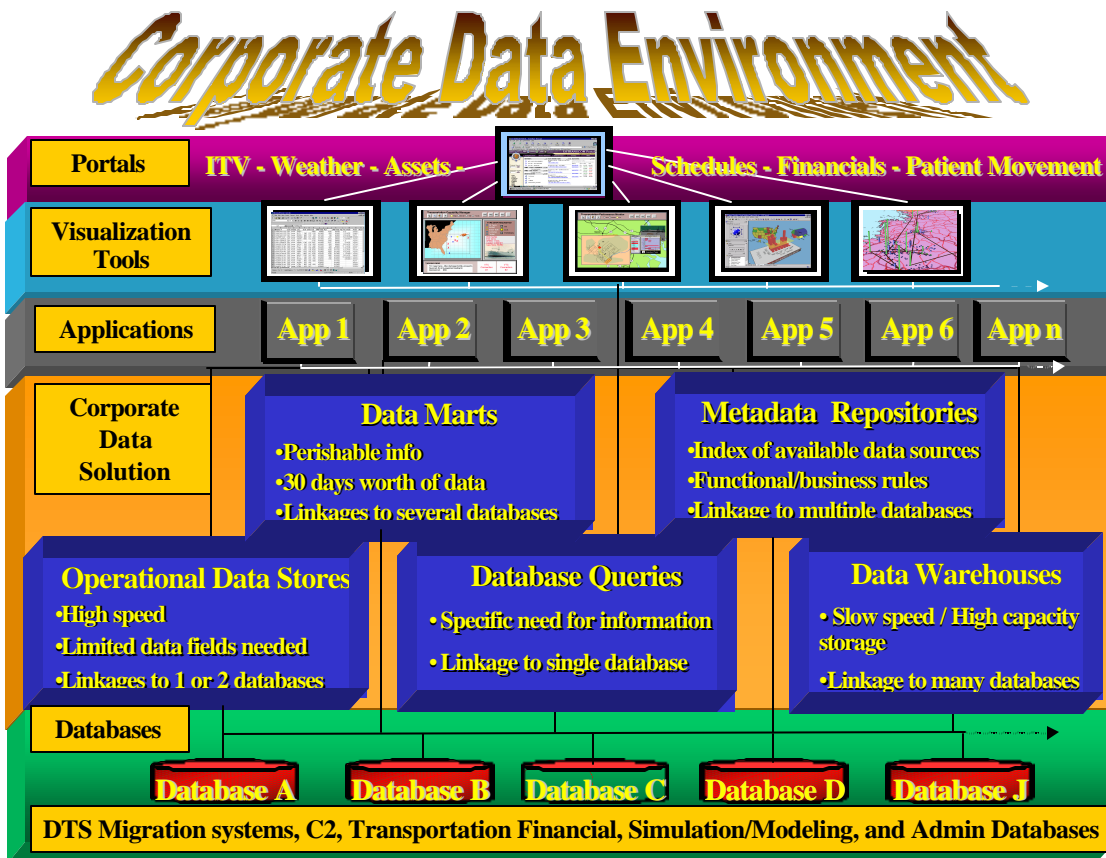 Corporate Data Environment
Portals
ITV - Weather - Assets -
Schedules - Financials - Patient Movement
Visualization
Tools
Applications
App 1
App 2
App 3
App 4
App 5
App 6
App n
Corporate
Data
Solution
Data Marts
•Perishable info
•30 days worth of data
•Linkages to several databases
Metadata Repositories
•Index of available data sources
•Functional/business rules
•Linkage to multiple databases
Operational Data Stores
•High speed
•Limited data fields needed
•Linkages to 1 or 2 databases
Database Queries
• Specific need for information
• Linkage to single database
Data Warehouses
• Slow speed / High capacity
storage
•Linkage to many databases
Databases
Database A
Database B
Database C
Database D
Database J
DTS Migration systems, C2, Transportation Financial, Simulation/Modeling, and Admin Databases